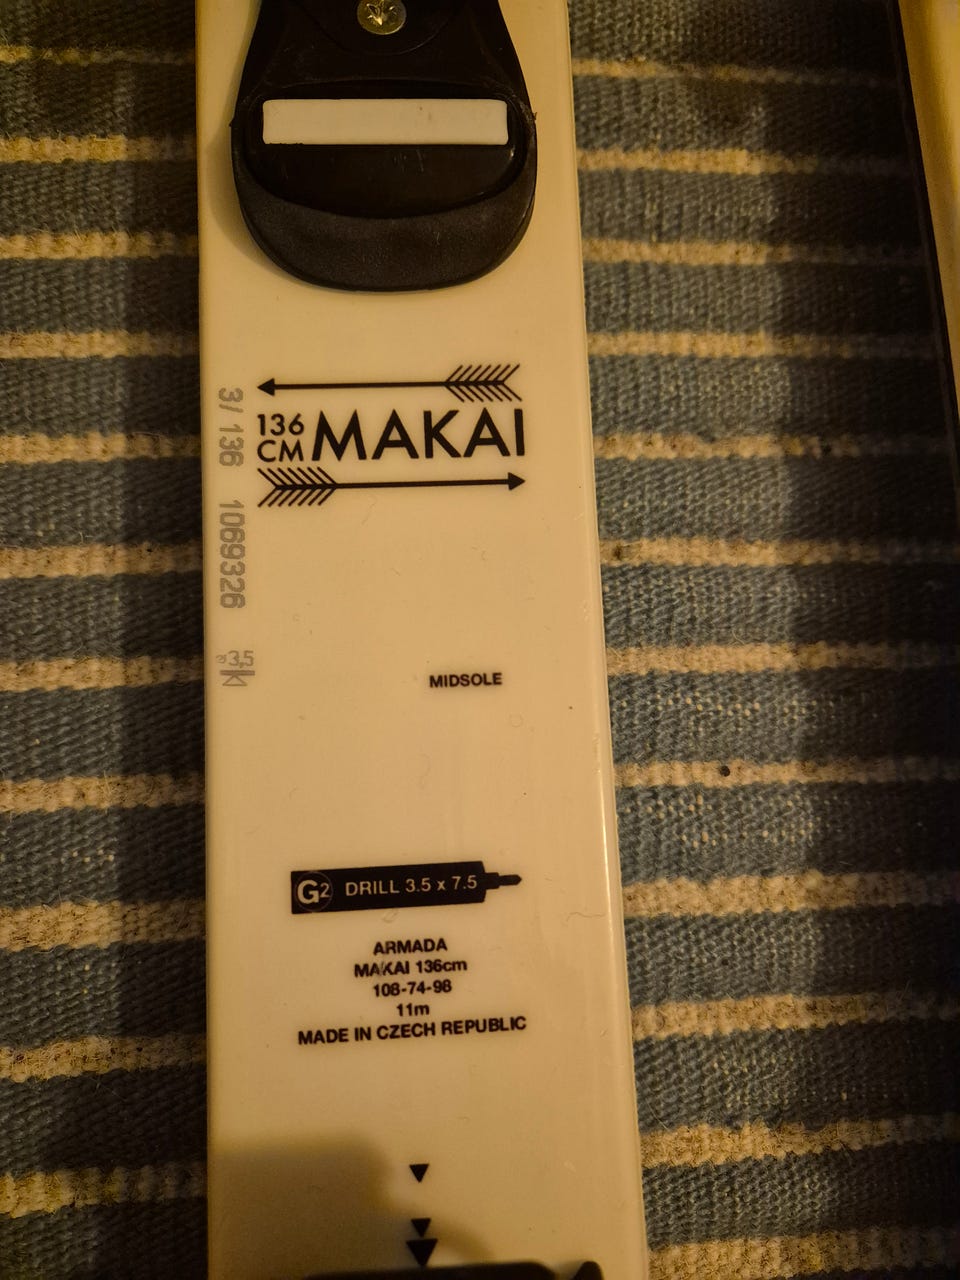 136
CM MAKAI
3/ 136 1069326
ø3,5
MIDSOLE
G2 DRILL 3.5 x 7.5
ARMADA
MAKAI 136cm
108-74-98
11m
MADE IN CZECH REPUBLIC